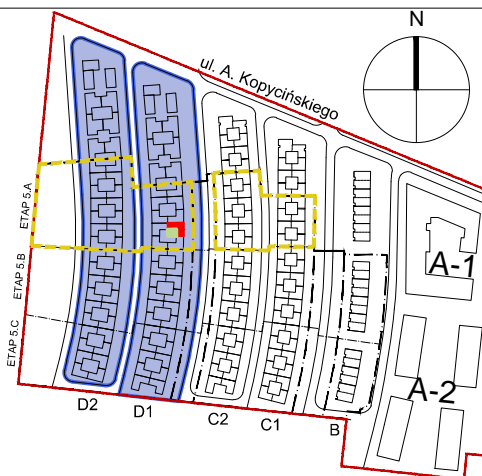 N
ul. A. Kopycińskiego
ETAP 5.A
ETAP 5.B
ETAP 5.C
A-1
A-2
D2
D1
C2
C1
B